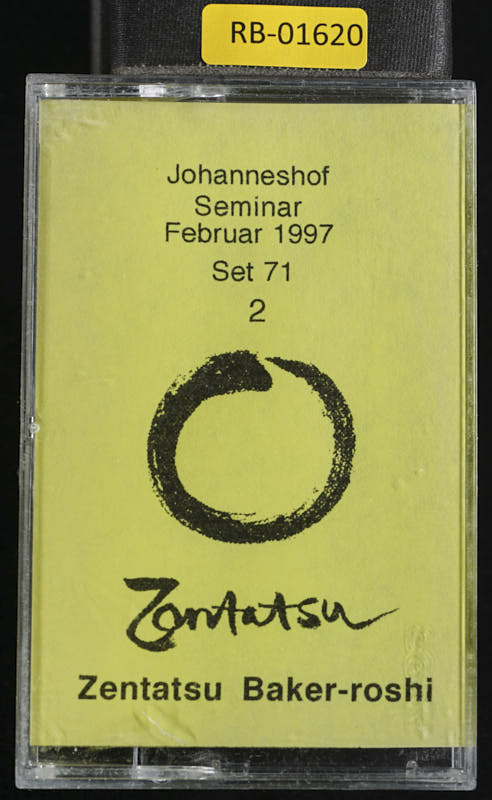 RB-01620
Johanneshof
Seminar
Februar 1997
Set 71
2
Zentatsu
Zentatsu Baker-roshi